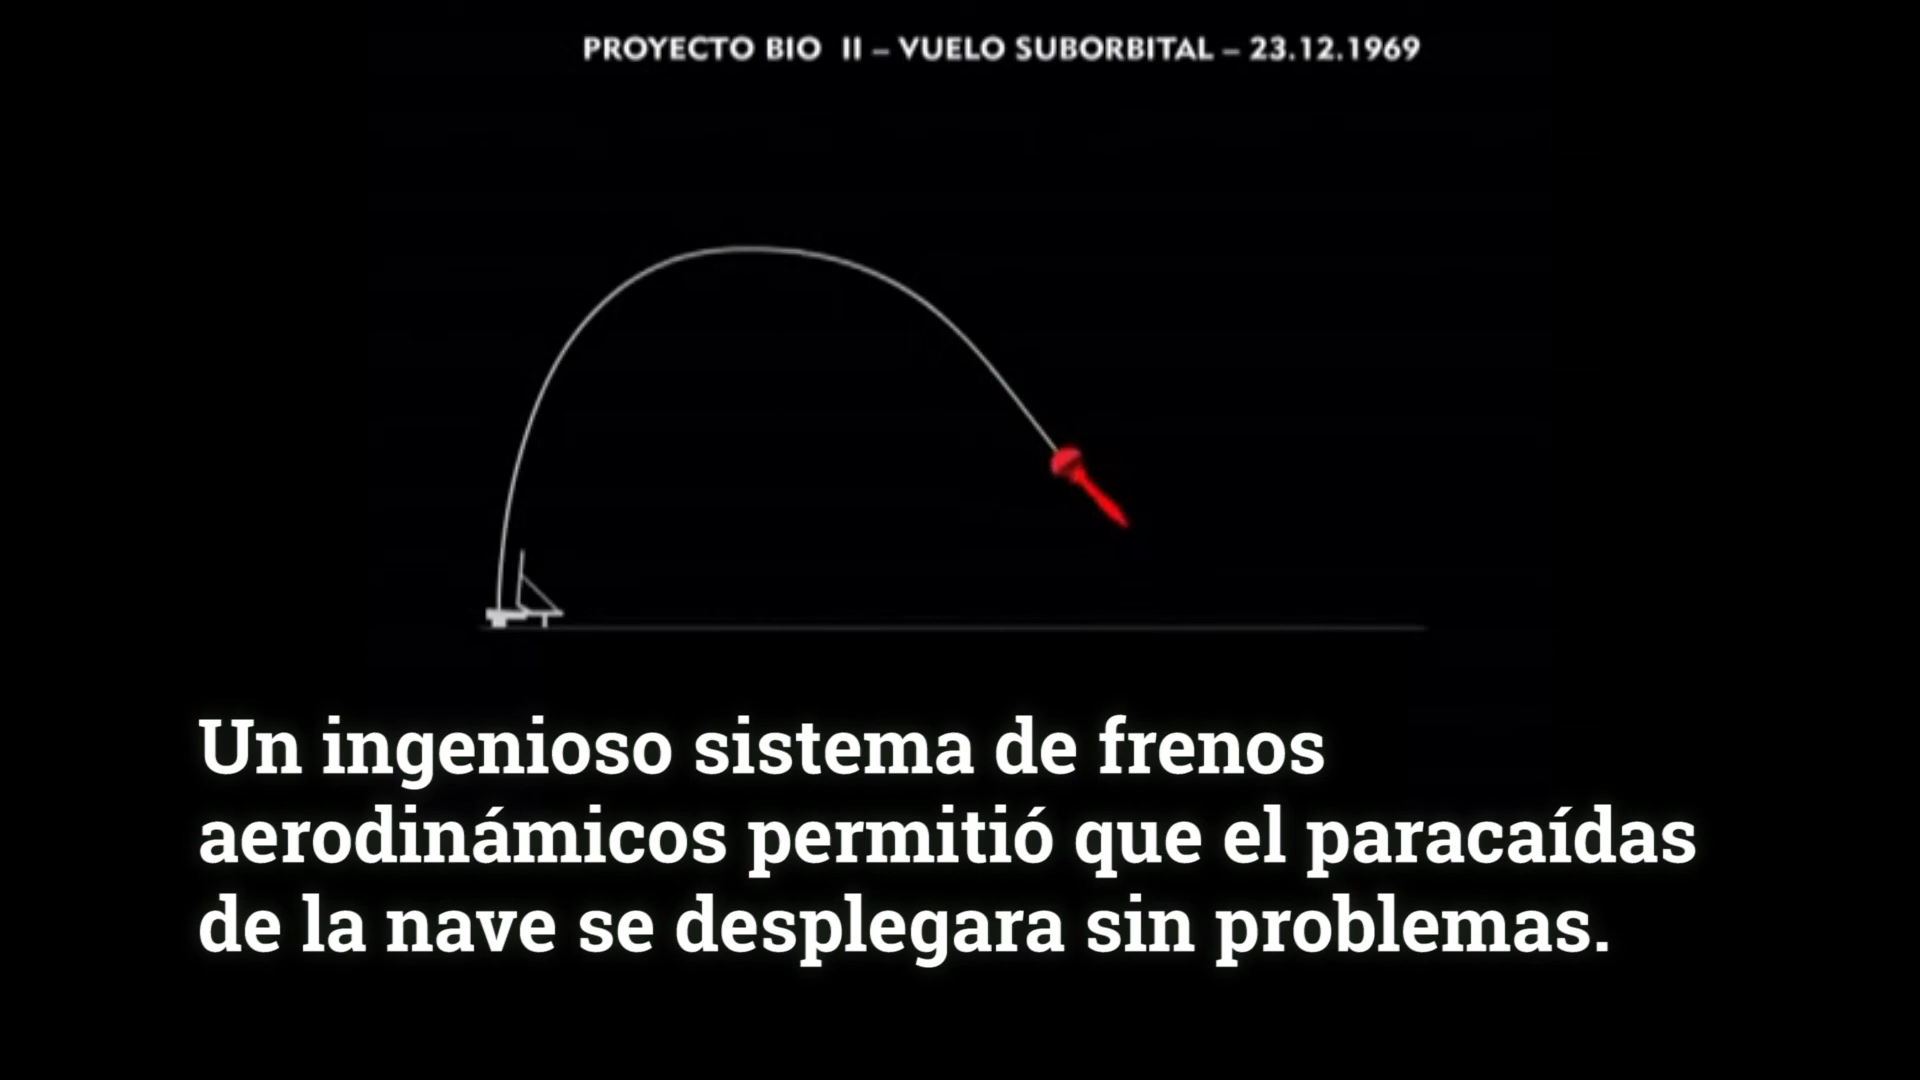 PROYECTO BIO II – VUELO SUBORBITAL – 23.12.1969
Un ingenioso sistema de frenos
aerodinámicos permitió que el paracaídas
de la nave se desplegara sin problemas.